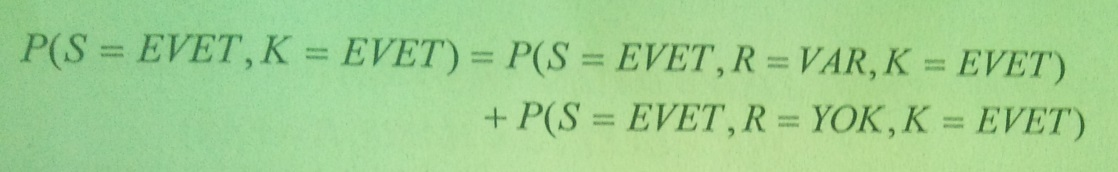 P(S = EVET, K = EVET) = P(S = EVET, R = VAR, K = EVET)
+ P(S = EVET, R = YOK, K = EVET)